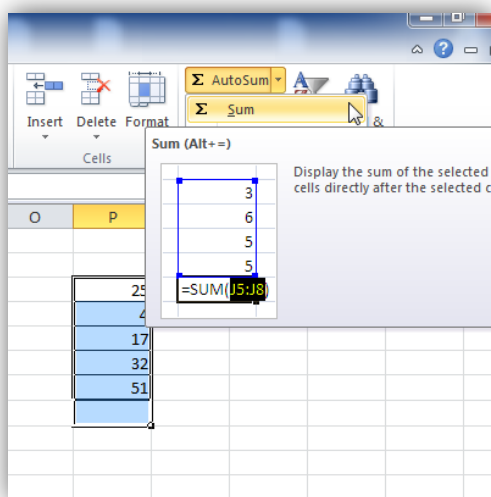 Σ AutoSum
Insert Delete Format
Σ Sum
&
Cells
Sum (Alt+=)
Display the sum of the selected
cells directly after the selected
3
6
5
5
=SUM(J5:J8)
O P
25
4
17
32
51